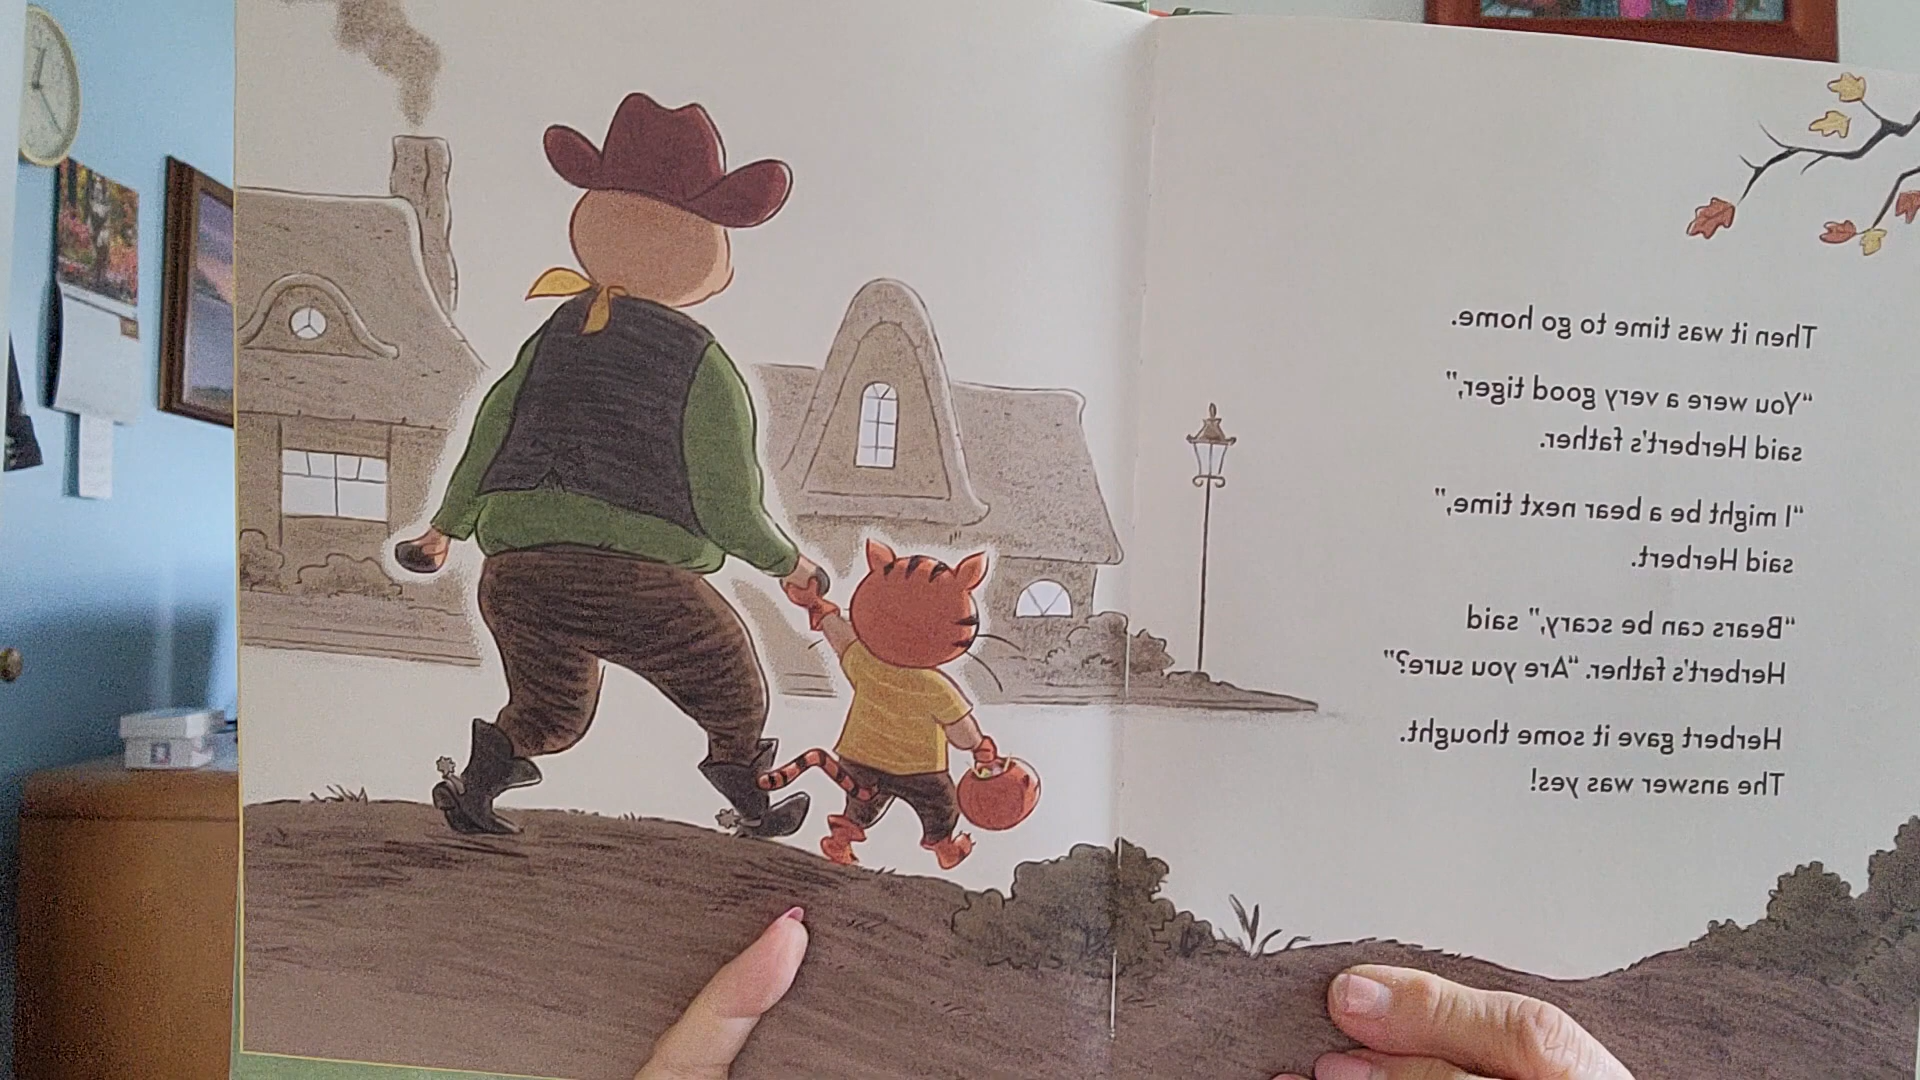 Then it was time to go home.
“You were a very good tiger,”
said Herbert's father.
“I might be a bear next time,”
said Herbert.
“Bears can be scary,” said
Herbert's father. “Are you sure?”
Herbert gave it some thought.
The answer was yes!